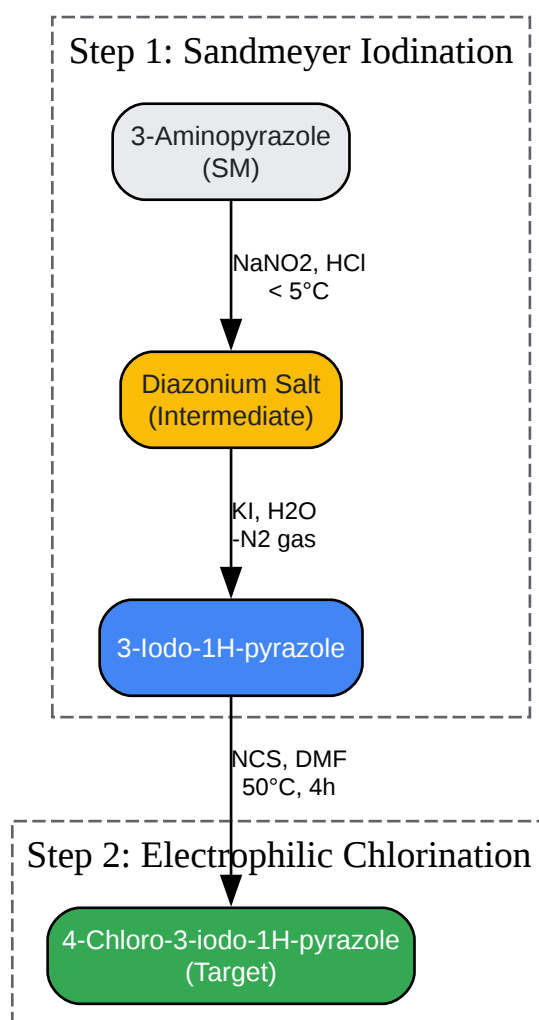 Step 1: Sandmeyer Iodination
3-Aminopyrazole
(SM)
NaNO2, HCl
< 5°C
Diazonium Salt
(Intermediate)
KI, H2O
-N2 gas
3-Iodo-1H-pyrazole
NCS, DMF
50°C, 4h
Step 2: Electrophilic Chlorination
4-Chloro-3-iodo-1H-pyrazole
(Target)